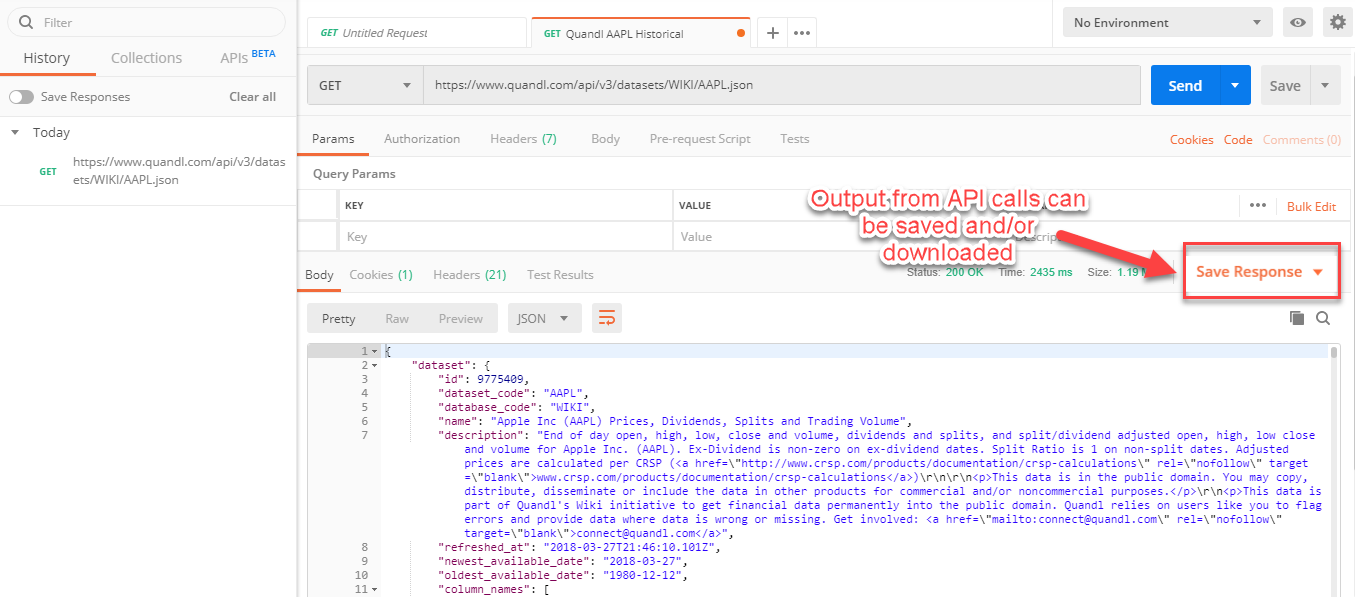 Filter
GET Untitled Request
GET Quandl AAPL Historical
No Environment
History Collections APIs BETA
GET https://www.quandl.com/api/v3/datasets/WIKI/AAPL.json Send Save
Save Responses Clear all
Today
GET https://www.quandl.com/api/v3/datas
ets/WIKI/AAPL.json
Params Authorization Headers (7) Body Pre-request Script Tests Cookies Code Comments (0)
Query Params
KEY VALUE Bulk Edit
Key Value
Output from API calls can
be saved and/or
downloaded
Body Cookies (1) Headers (21) Test Results Status: 200 OK Time: 2435 ms Size: 1.19 Save Response
Pretty Raw Preview JSON
1 {
2 "dataset": {
3 "id": 9775409,
4 "dataset_code": "AAPL",
5 "database_code": "WIKI",
6 "name": "Apple Inc (AAPL) Prices, Dividends, Splits and Trading Volume",
7 "description": "End of day open, high, low, close and volume, dividends and splits, and split/dividend adjusted open, high, low close
and volume for Apple Inc. (AAPL). Ex-Dividend is non-zero on ex-dividend dates. Split Ratio is 1 on non-split dates. Adjusted
prices are calculated per CRSP (<a href=\"http://www.crsp.com/products/documentation/crsp-calculations\" rel=\"nofollow\" target
=\"blank\">www.crsp.com/products/documentation/crsp-calculations</a>)\r\n\r\n<p>This data is in the public domain. You may copy,
distribute, disseminate or include the data in other products for commercial and/or noncommercial purposes.</p>\r\n<p>This data is
part of Quandl's Wiki initiative to get financial data permanently into the public domain. Quandl relies on users like you to flag
errors and provide data where data is wrong or missing. Get involved: <a href=\"mailto:connect@quandl.com\" rel=\"nofollow\"
target=\"blank\">connect@quandl.com</a>",
8 "refreshed_at": "2018-03-27T21:46:10.101Z",
9 "newest_available_date": "2018-03-27",
10 "oldest_available_date": "1980-12-12",
11 "column_names": [